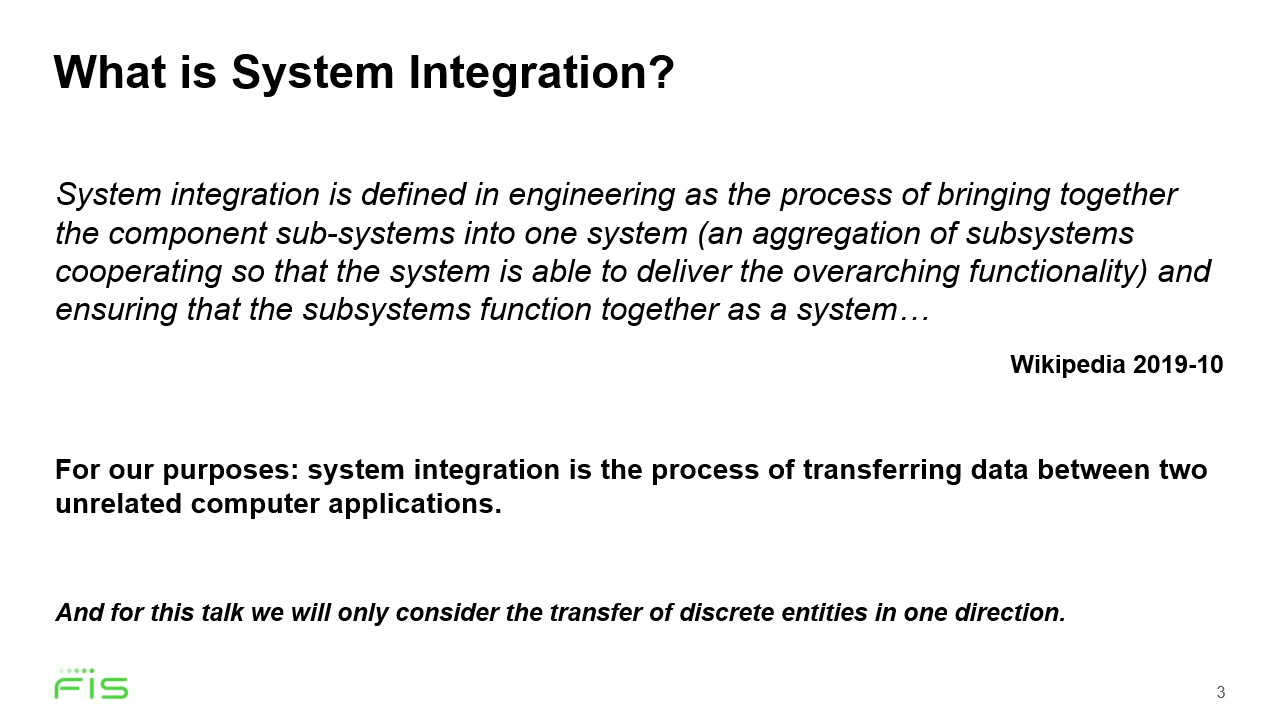 What is System Integration?
System integration is defined in engineering as the process of bringing together
the component sub-systems into one system (an aggregation of subsystems
cooperating so that the system is able to deliver the overarching functionality) and
ensuring that the subsystems function together as a system…
Wikipedia 2019-10
For our purposes: system integration is the process of transferring data between two
unrelated computer applications.
And for this talk we will only consider the transfer of discrete entities in one direction.
FIS
3